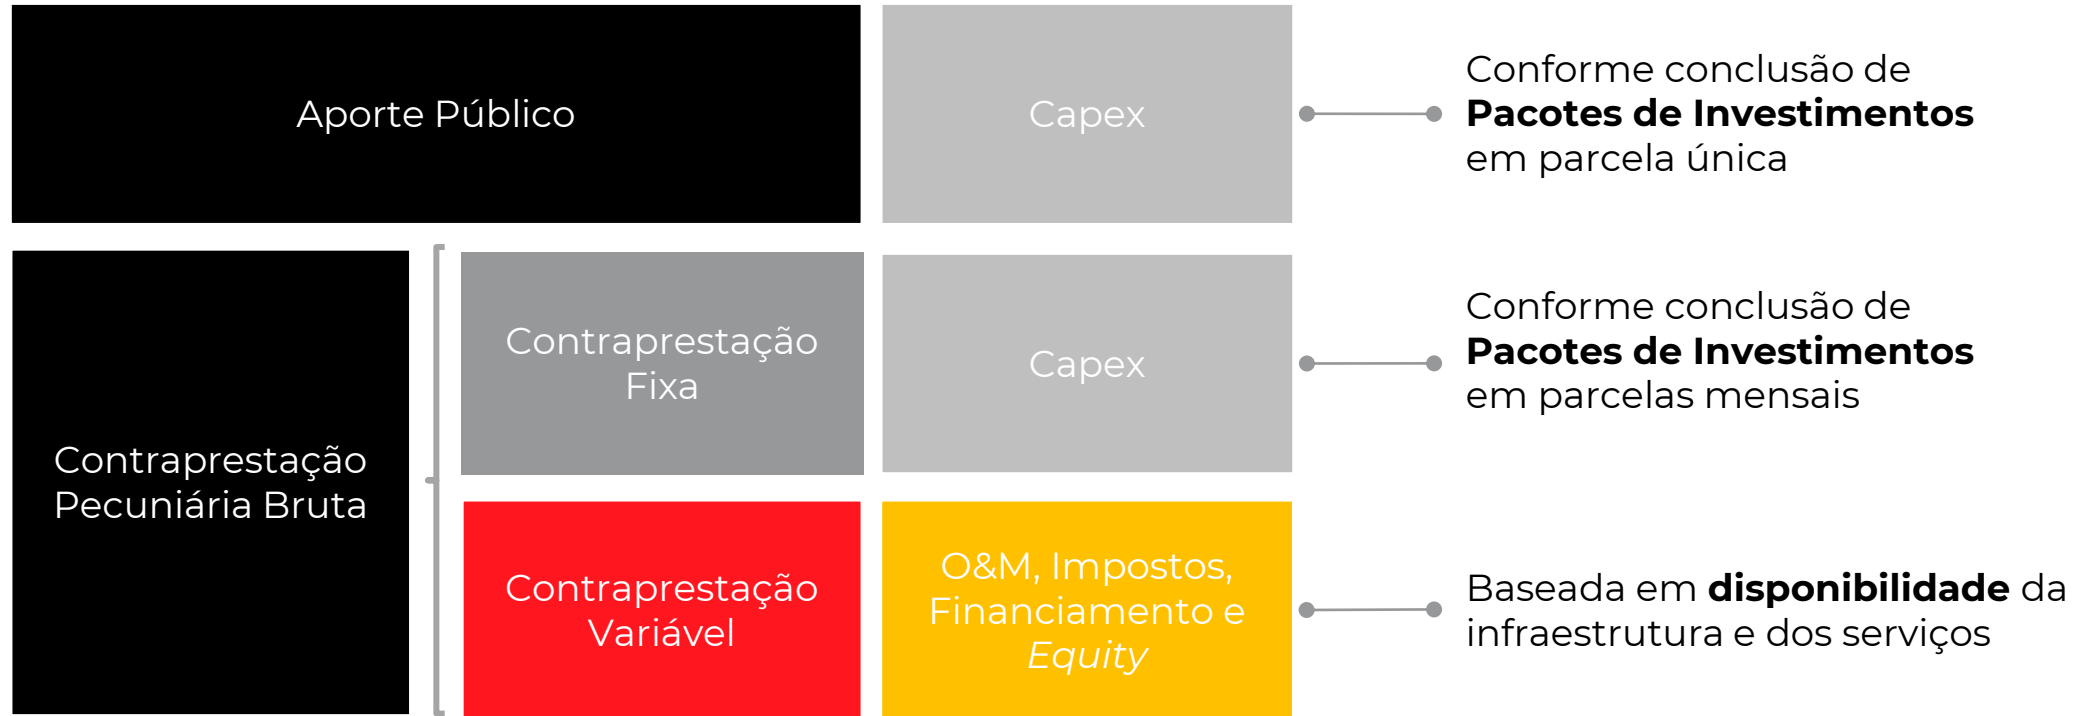 Aporte Público
Capex
Conforme conclusão de
Pacotes de Investimentos
em parcela única
Contraprestação
Pecuniária Bruta
Contraprestação
Fixa
Capex
Conforme conclusão de
Pacotes de Investimentos
em parcelas mensais
Contraprestação
Variável
O&M, Impostos,
Financiamento e
Equity
Baseada em disponibilidade da
infraestrutura e dos serviços